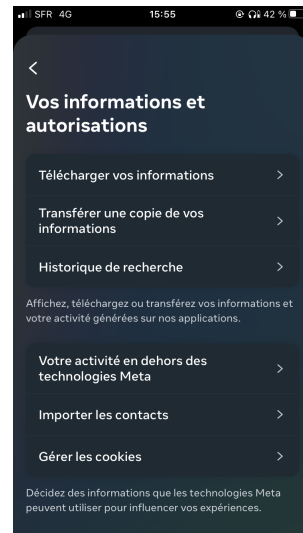 SFR 4G 15:55 42 %
Vos informations et
autorisations
Télécharger vos informations
Transférer une copie de vos
informations
Historique de recherche
Affichez, téléchargez ou transférez vos informations et
votre activité générées sur nos applications.
Votre activité en dehors des
technologies Meta
Importer les contacts
Gérer les cookies
Décidez des informations que les technologies Meta
peuvent utiliser pour influencer vos expériences.